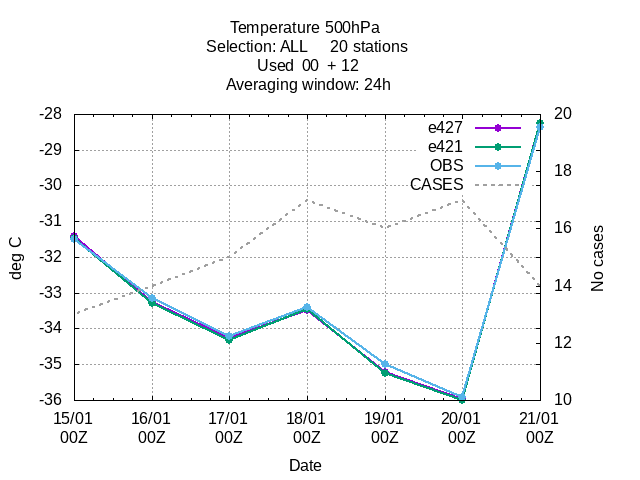 Temperature 500hPa
Selection: ALL     20 stations
Used  00  + 12
Averaging window: 24h
-28
-29
-30
-31
-32
-33
-34
-35
-36
deg C
e427
e421
OBS
CASES
20
18
16
14
12
10
No cases
15/01 16/01 17/01 18/01 19/01 20/01 21/01
00Z 00Z 00Z 00Z 00Z 00Z 00Z
Date